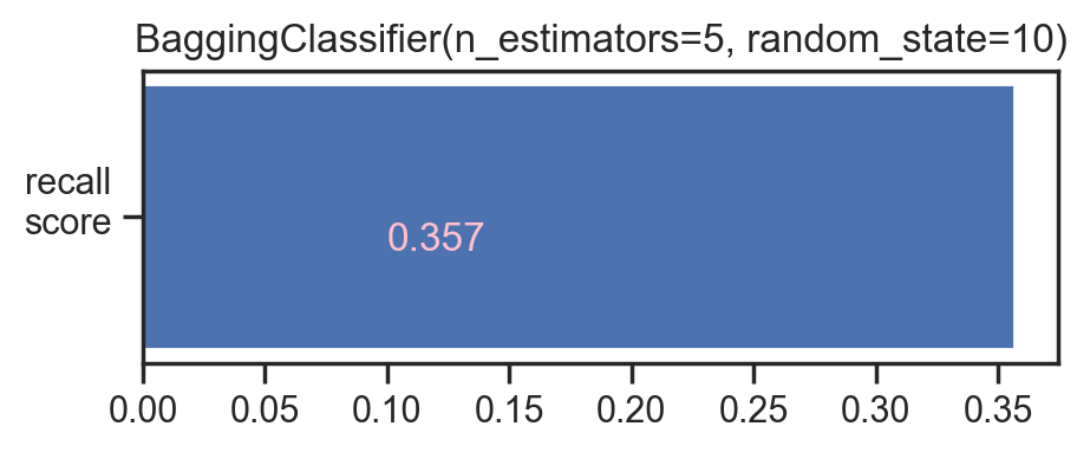 BaggingClassifier(n_estimators=5, random_state=10)
recall
score
0.357
0.00 0.05 0.10 0.15 0.20 0.25 0.30 0.35